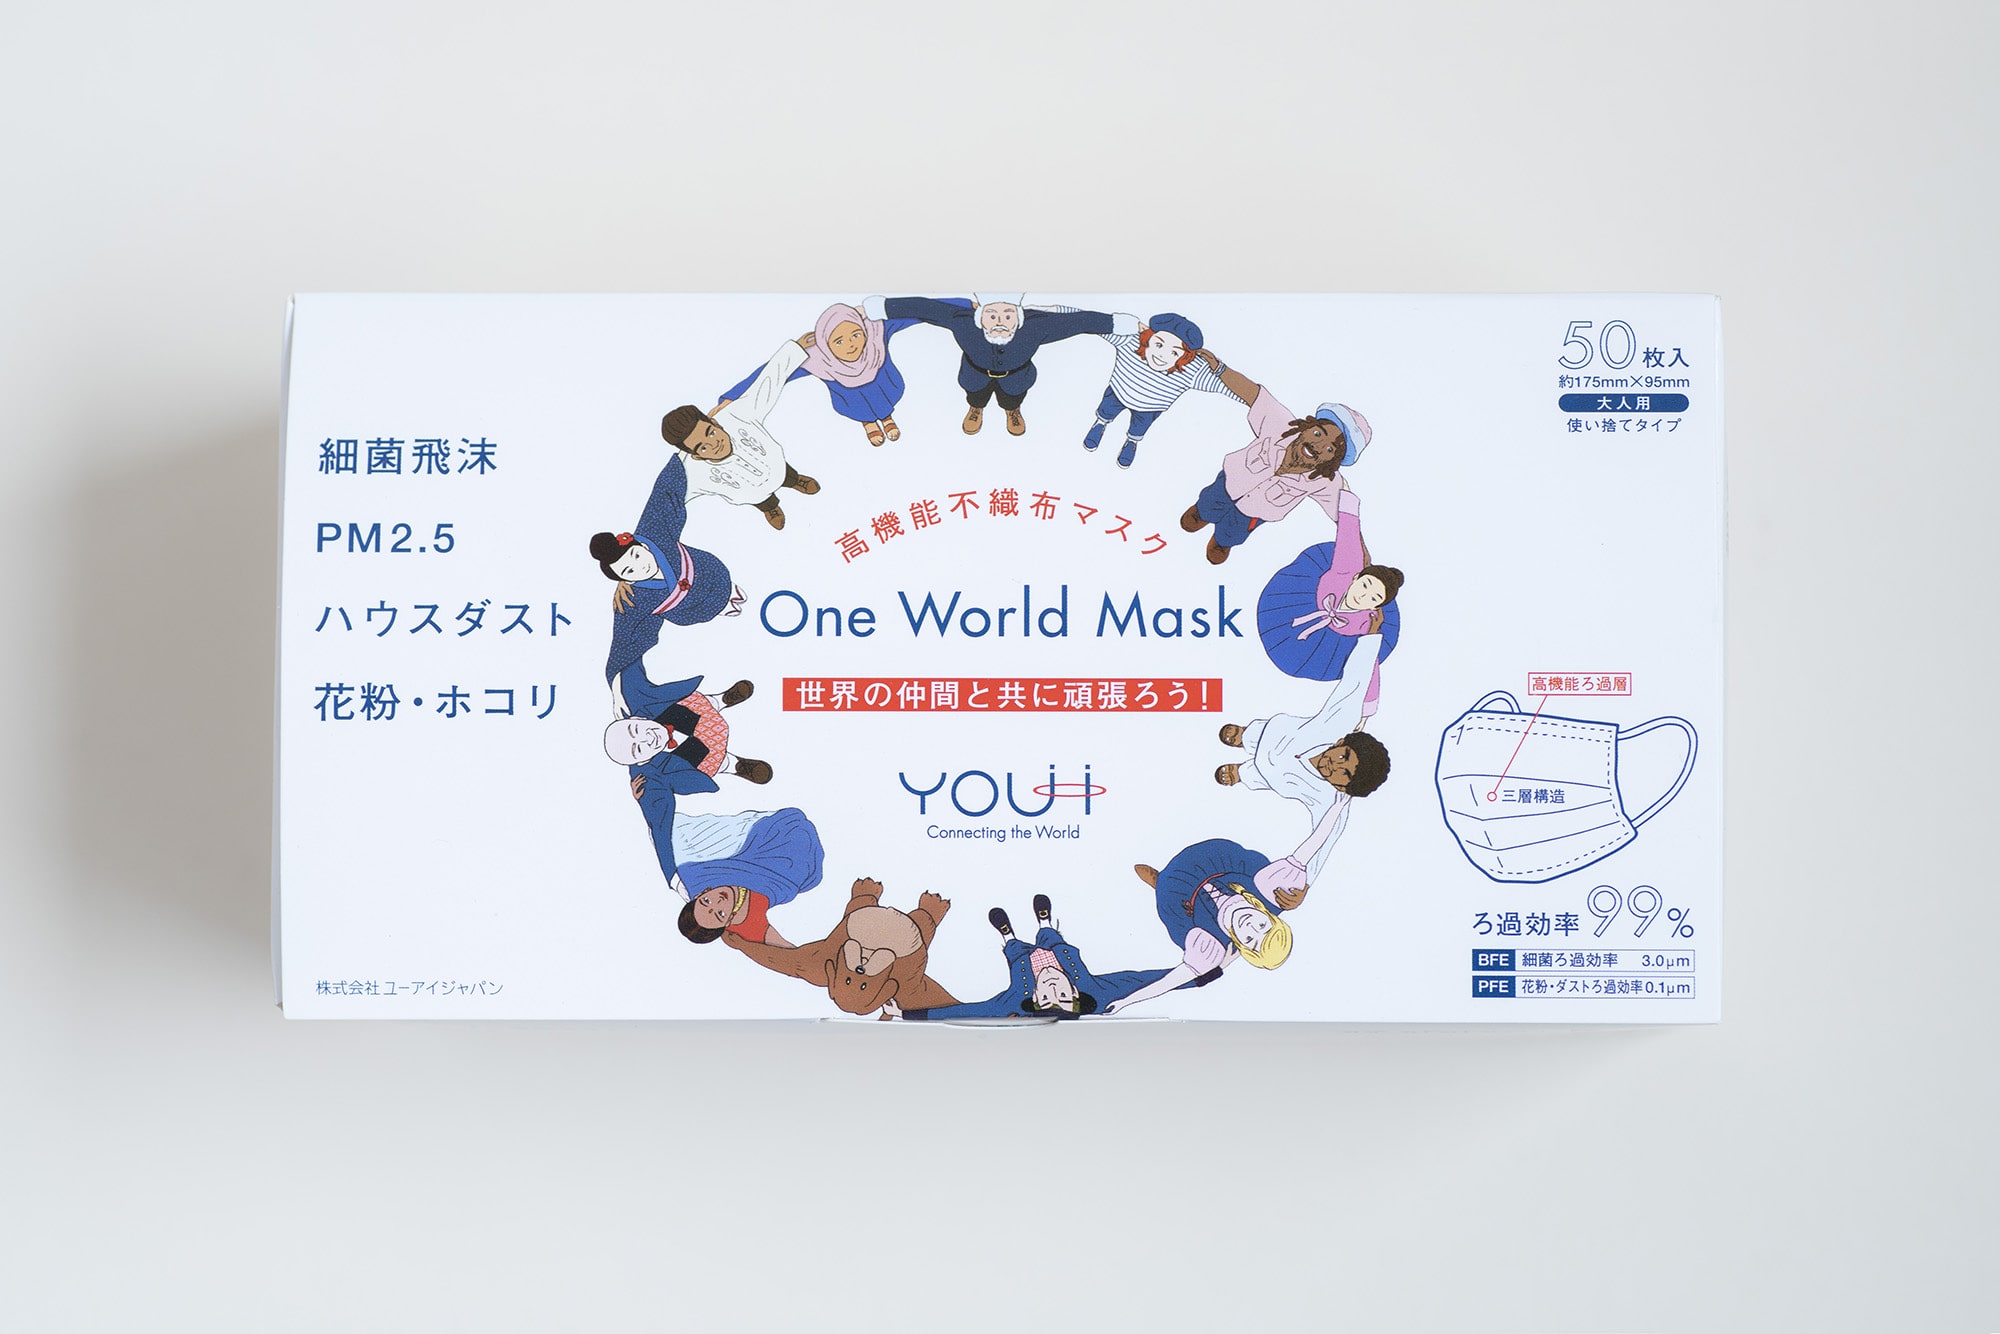 細菌飛沫
PM2.5
ハウスダスト
花粉・ホコリ
株式会社ユーアイジャパン
高機能不織布マスク
One World Mask
世界の仲間と共に頑張ろう！
YOUI
Connecting the World
50枚入
約175mm×95mm
大人用
使い捨てタイプ
高機能ろ過層
三層構造
ろ過効率99%
BFE 細菌ろ過効率 3.0μm
PFE 花粉・ダストろ過効率0.1μm